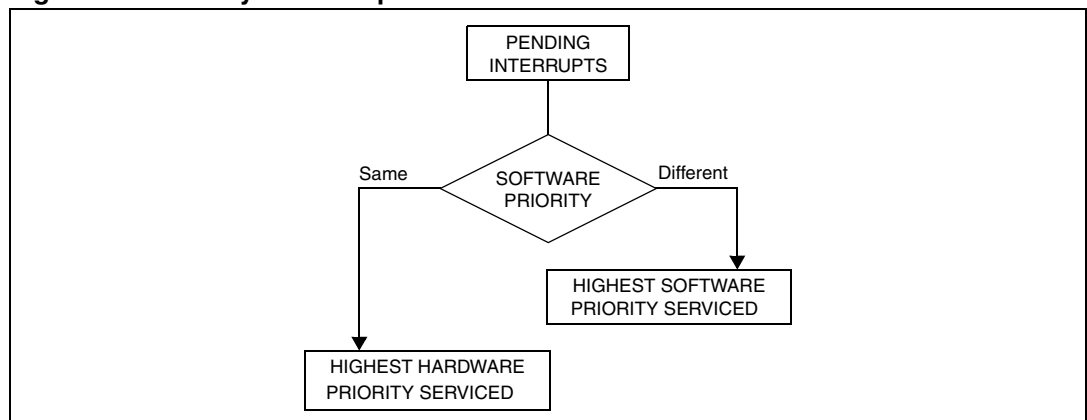 PENDING
INTERRUPTS
Same
SOFTWARE
PRIORITY
Different
HIGHEST SOFTWARE
PRIORITY SERVICED
HIGHEST HARDWARE
PRIORITY SERVICED